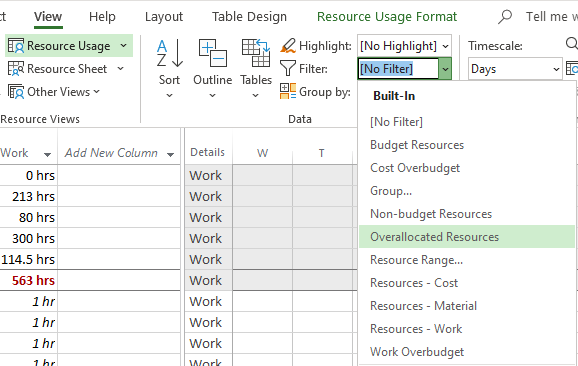 ct View Help Layout Table Design Resource Usage Format Tell me w
Resource Usage
Resource Sheet
Other Views
esource Views
Sort
Outline
Tables
Highlight: [No Highlight]
Filter: [No Filter]
Group by:
Data
Timescale:
Days
Built-In
[No Filter]
Budget Resources
Cost Overbudget
Group...
Non-budget Resources
Overallocated Resources
Resource Range...
Resources - Cost
Resources - Material
Resources - Work
Work Overbudget
Work Add New Column Details W T
0 hrs Work
213 hrs Work
80 hrs Work
300 hrs Work
114.5 hrs Work
563 hrs Work
1 hr Work
1 hr Work
1 hr Work
1 hr Work